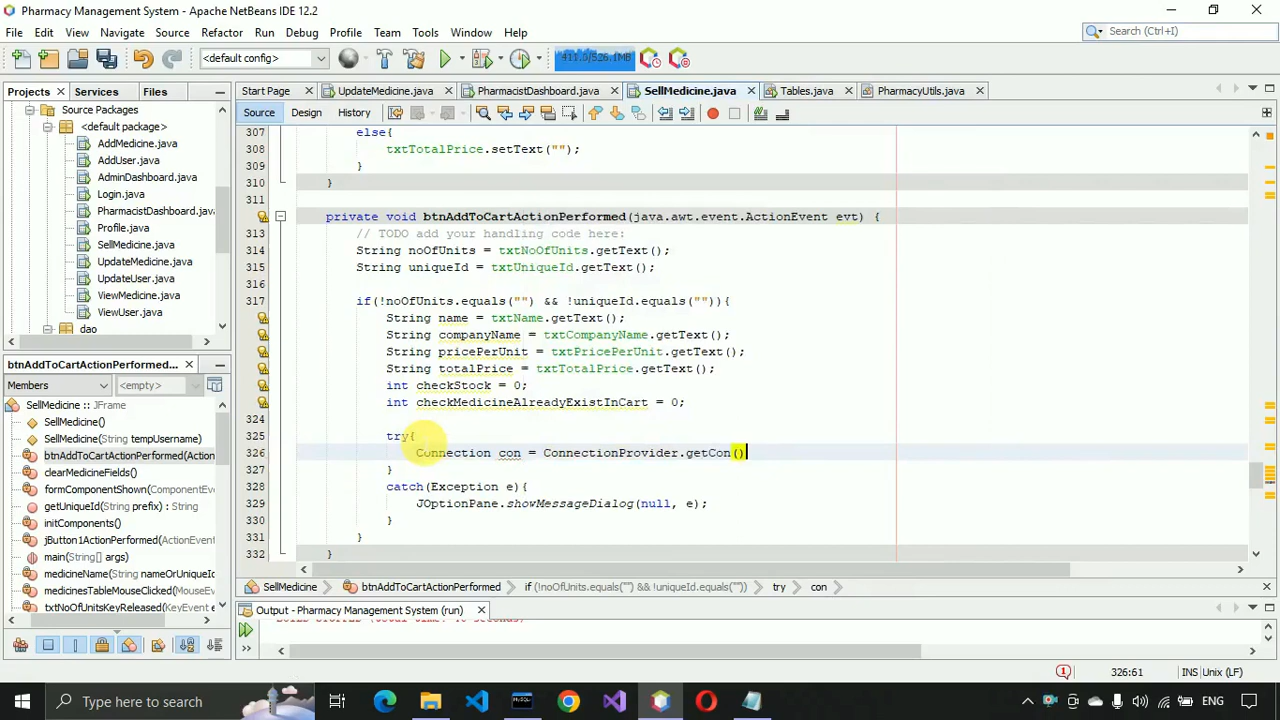 Pharmacy Management System - Apache NetBeans IDE 12.2
File Edit View Navigate Source Refactor Run Debug Profile Team Tools Window Help
Search (Ctrl+I)
<default config>
411.0/526.1MB
Projects Services Files
Start Page UpdateMedicine.java PharmacistDashboard.java SellMedicine.java Tables.java PharmacyUtils.java
Source Design History
Source Packages
<default package>
AddMedicine.java
AddUser.java
AdminDashboard.java
Login.java
PharmacistDashboard.java
Profile.java
SellMedicine.java
UpdateMedicine.java
UpdateUser.java
ViewMedicine.java
ViewUser.java
dao
btnAddToCartActionPerformed...
Members <empty>
SellMedicine :: JFrame
SellMedicine()
SellMedicine(String tempUsername)
btnAddToCartActionPerformed(Action
clearMedicineFields()
formComponentShown(ComponentEve
getUniqueId(String prefix) : String
initComponents()
jButton1ActionPerformed(ActionEvent
main(String[] args)
medicineName(String nameOrUniqueId
medicinesTableMouseClicked(MouseEv
txtNoOfUnitsKeyReleased(KeyEvent e
307 else{
308 txtTotalPrice.setText("");
309 }
310 }
311
private void btnAddToCartActionPerformed(java.awt.event.ActionEvent evt) {
313 // TODO add your handling code here:
314 String noOfUnits = txtNoOfUnits.getText();
315 String uniqueId = txtUniqueId.getText();
316
317 if(!noOfUnits.equals("") && !uniqueId.equals("")){
String name = txtName.getText();
String companyName = txtCompanyName.getText();
String pricePerUnit = txtPricePerUnit.getText();
String totalPrice = txtTotalPrice.getText();
int checkStock = 0;
int checkMedicineAlreadyExistInCart = 0;
324
325 try{
326 Connection con = ConnectionProvider.getCon()
327 }
328 catch(Exception e){
329 JOptionPane.showMessageDialog(null, e);
330 }
331 }
332 }
SellMedicine btnAddToCartActionPerformed if (!noOfUnits.equals("") && !uniqueId.equals("")) try con
Output - Pharmacy Management System (run)
326:61 INS Unix (LF)
Type here to search
ENG